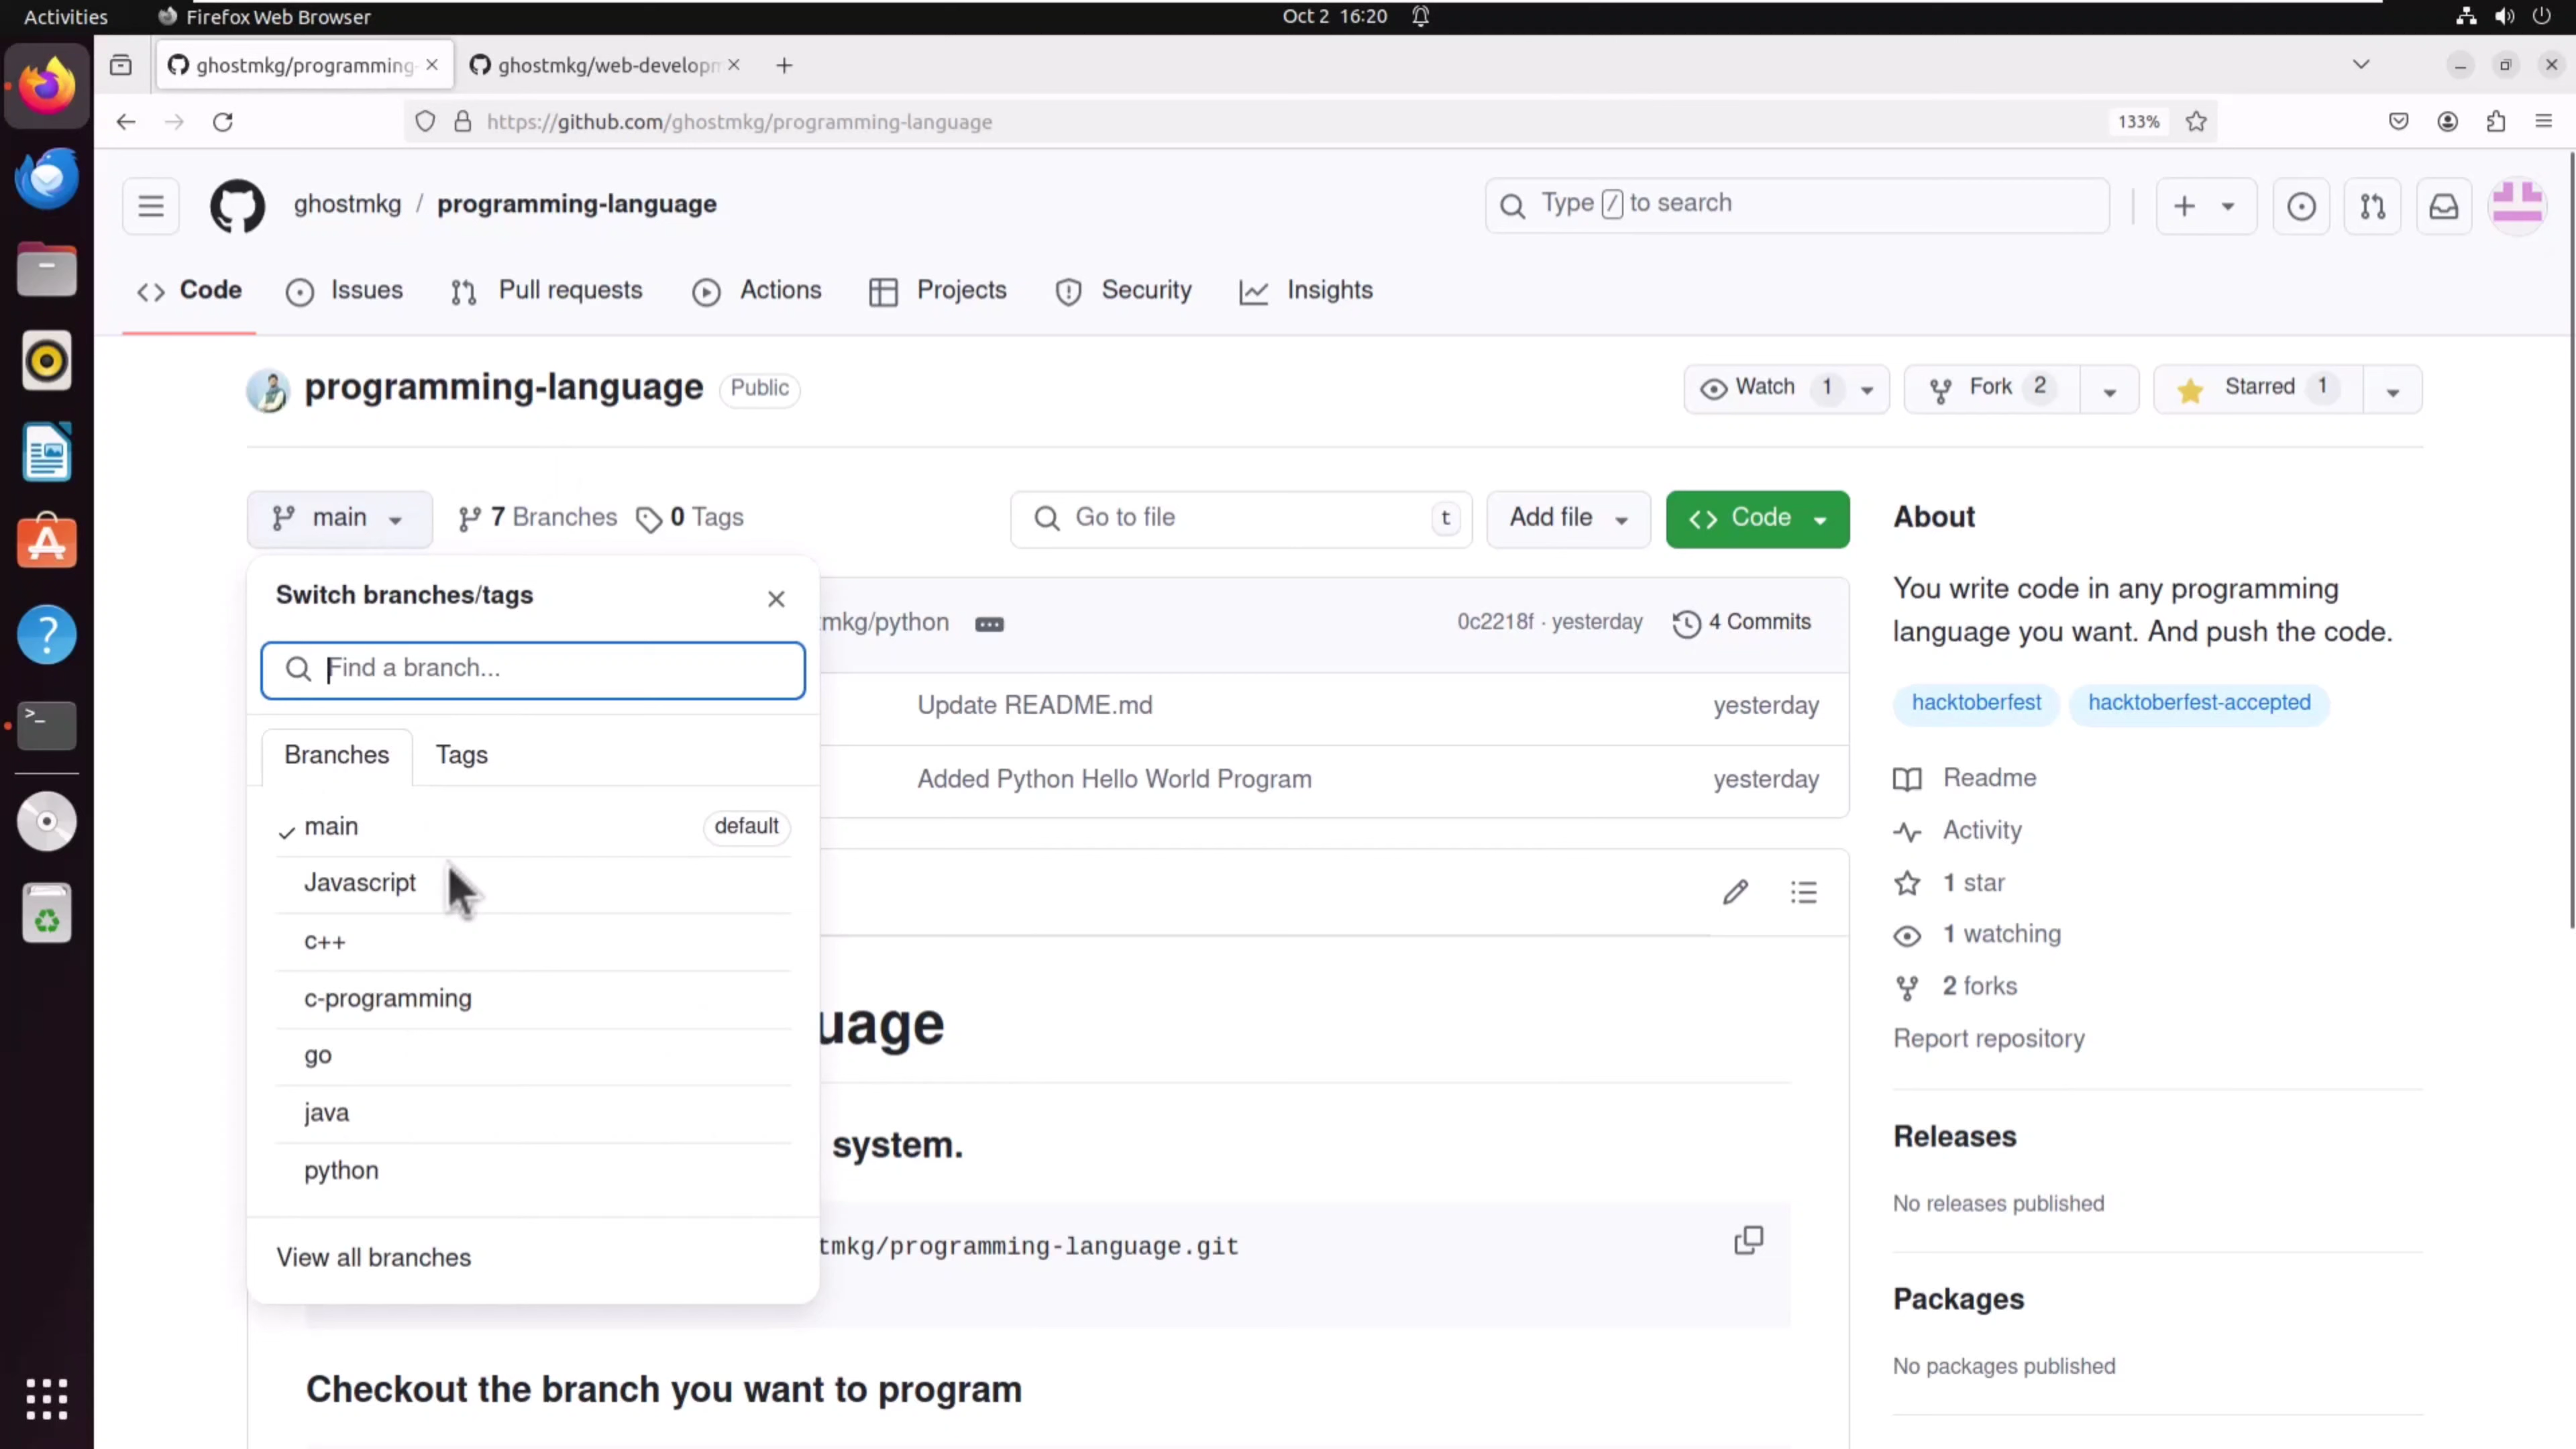 Activities Firefox Web Browser Oct 2 16:20
ghostmkg/programming- ghostmkg/web-developm
https://github.com/ghostmkg/programming-language 133%
ghostmkg / programming-language Type / to search
Code Issues Pull requests Actions Projects Security Insights
programming-language Public Watch 1 Fork 2 Starred 1
main 7 Branches 0 Tags Go to file t Add file Code
Switch branches/tags
Find a branch...
Branches Tags
main default
Javascript
c++
c-programming
go
java
python
View all branches
mkg/python 0c2218f · yesterday 4 Commits
Update README.md yesterday
Added Python Hello World Program yesterday
uage
system.
tmkg/programming-language.git
Checkout the branch you want to program
About
You write code in any programming
language you want. And push the code.
hacktoberfest hacktoberfest-accepted
Readme
Activity
1 star
1 watching
2 forks
Report repository
Releases
No releases published
Packages
No packages published